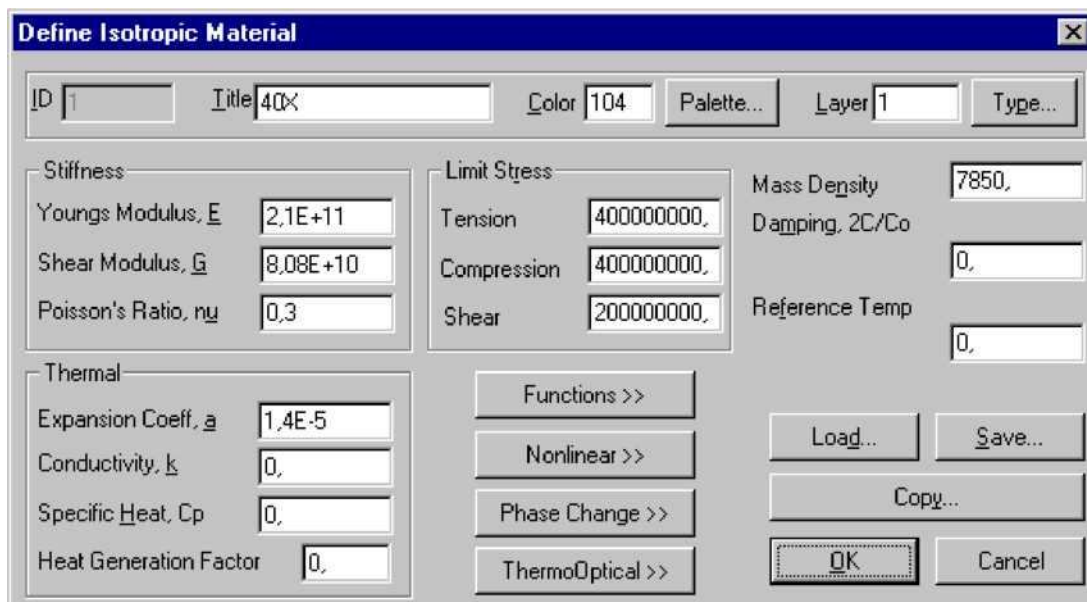 Define Isotropic Material
ID 1 Title 40X Color 104 Palette... Layer 1 Type...
Stiffness
Youngs Modulus, E 2,1E+11
Shear Modulus, G 8,08E+10
Poisson's Ratio, nu 0,3
Limit Stress
Tension 400000000,
Compression 400000000,
Shear 200000000,
Mass Density 7850,
Damping, 2C/Co
0,
Reference Temp
0,
Thermal
Expansion Coeff, a 1,4E-5
Conductivity, k 0,
Specific Heat, Cp 0,
Heat Generation Factor 0,
Functions >>
Nonlinear >>
Phase Change >>
ThermoOptical >>
Load... Save...
Copy...
OK Cancel